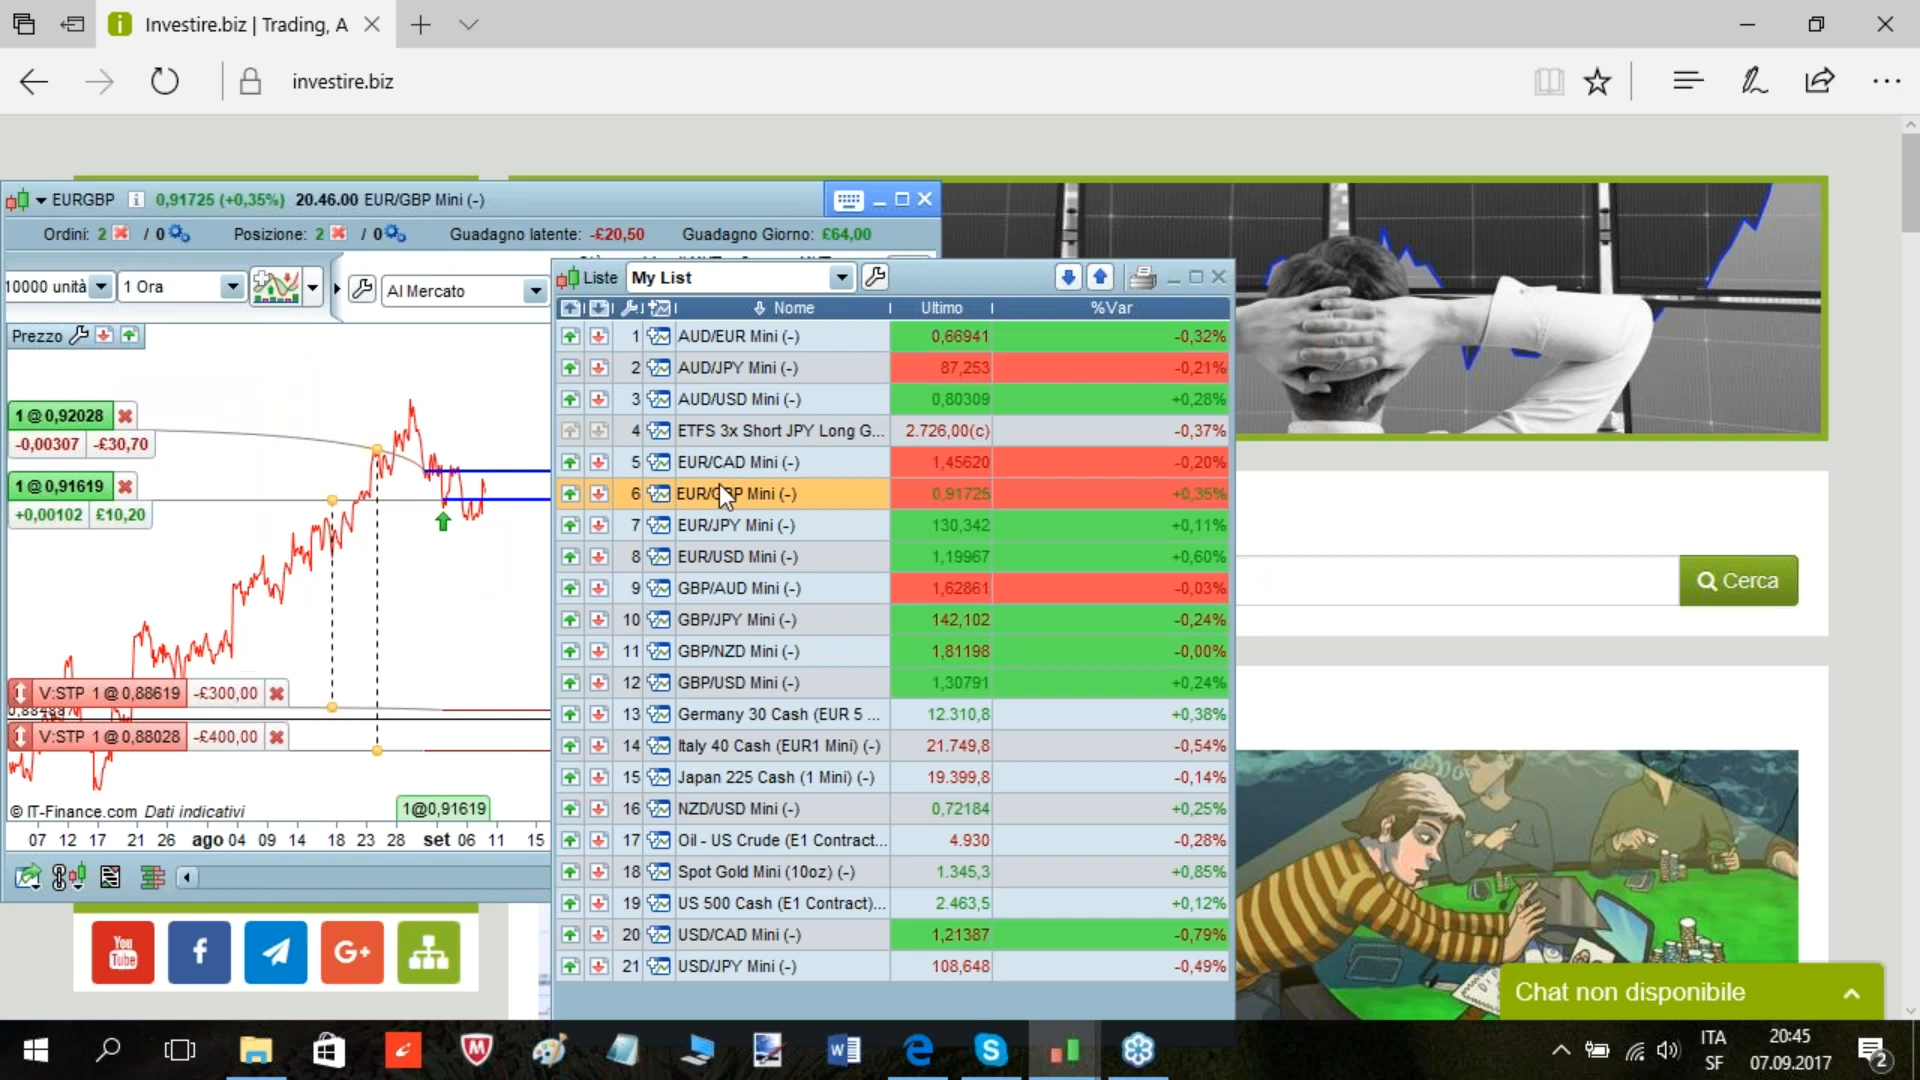 Investire.biz | Trading, A
investire.biz
EURGBP 0,91725 (+0,35%) 20.46.00 EUR/GBP Mini (-)
Ordini: 2 / 0 Posizione: 2 / 0 Guadagno latente: -£20,50 Guadagno Giorno: £64,00
10000 unità 1 Ora Al Mercato
Prezzo
1 @ 0,92028
-0,00307 -£30,70
1 @ 0,91619
+0,00102 £10,20
V:STP 1 @ 0,88619 -£300,00
V:STP 1 @ 0,88028 -£400,00
1@0,91619
© IT-Finance.com Dati indicativi
07 12 17 21 26 ago 04 09 14 18 23 28 set 06 11 15
Liste My List
Nome Ultimo %Var
1 AUD/EUR Mini (-) 0,66941 -0,32%
2 AUD/JPY Mini (-) 87,253 -0,21%
3 AUD/USD Mini (-) 0,80309 +0,28%
4 ETFS 3x Short JPY Long G... 2.726,00(c) -0,37%
5 EUR/CAD Mini (-) 1,45620 -0,20%
6 EUR/GBP Mini (-) 0,91725 +0,35%
7 EUR/JPY Mini (-) 130,342 +0,11%
8 EUR/USD Mini (-) 1,19967 +0,60%
9 GBP/AUD Mini (-) 1,62861 -0,03%
10 GBP/JPY Mini (-) 142,102 -0,24%
11 GBP/NZD Mini (-) 1,81198 -0,00%
12 GBP/USD Mini (-) 1,30791 +0,24%
13 Germany 30 Cash (EUR 5 ... 12.310,8 +0,38%
14 Italy 40 Cash (EUR1 Mini) (-) 21.749,8 -0,54%
15 Japan 225 Cash (1 Mini) (-) 19.399,8 -0,14%
16 NZD/USD Mini (-) 0,72184 +0,25%
17 Oil - US Crude (E1 Contract... 4.930 -0,28%
18 Spot Gold Mini (10oz) (-) 1.345,3 +0,85%
19 US 500 Cash (E1 Contract)... 2.463,5 +0,12%
20 USD/CAD Mini (-) 1,21387 -0,79%
21 USD/JPY Mini (-) 108,648 -0,49%
Cerca
You
Tube
f
G+
Chat non disponibile
ITA
SF
20:45
07.09.2017
2